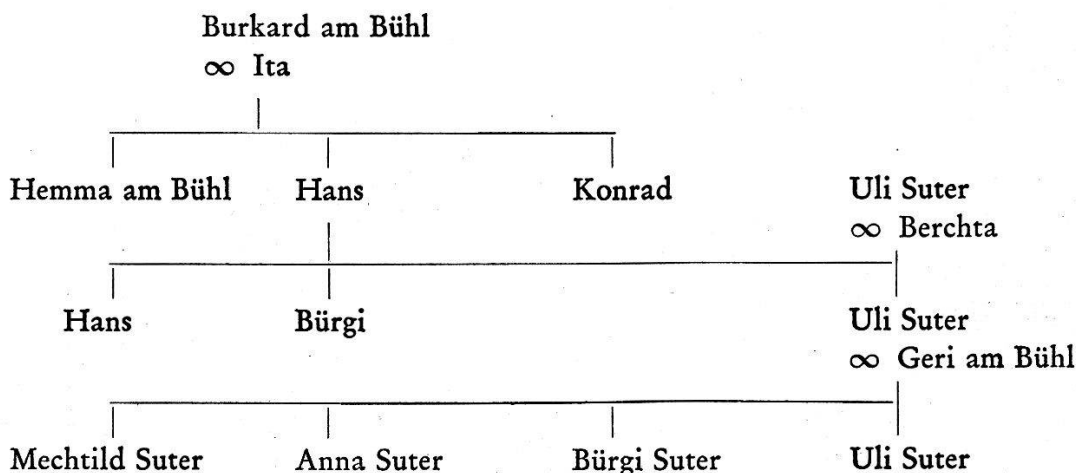 Burkard am Bühl
∞ Ita
Hemma am Bühl Hans Konrad Uli Suter
∞ Berchta
Hans Bürgi Uli Suter
∞ Geri am Bühl
Mechtild Suter Anna Suter Bürgi Suter Uli Suter